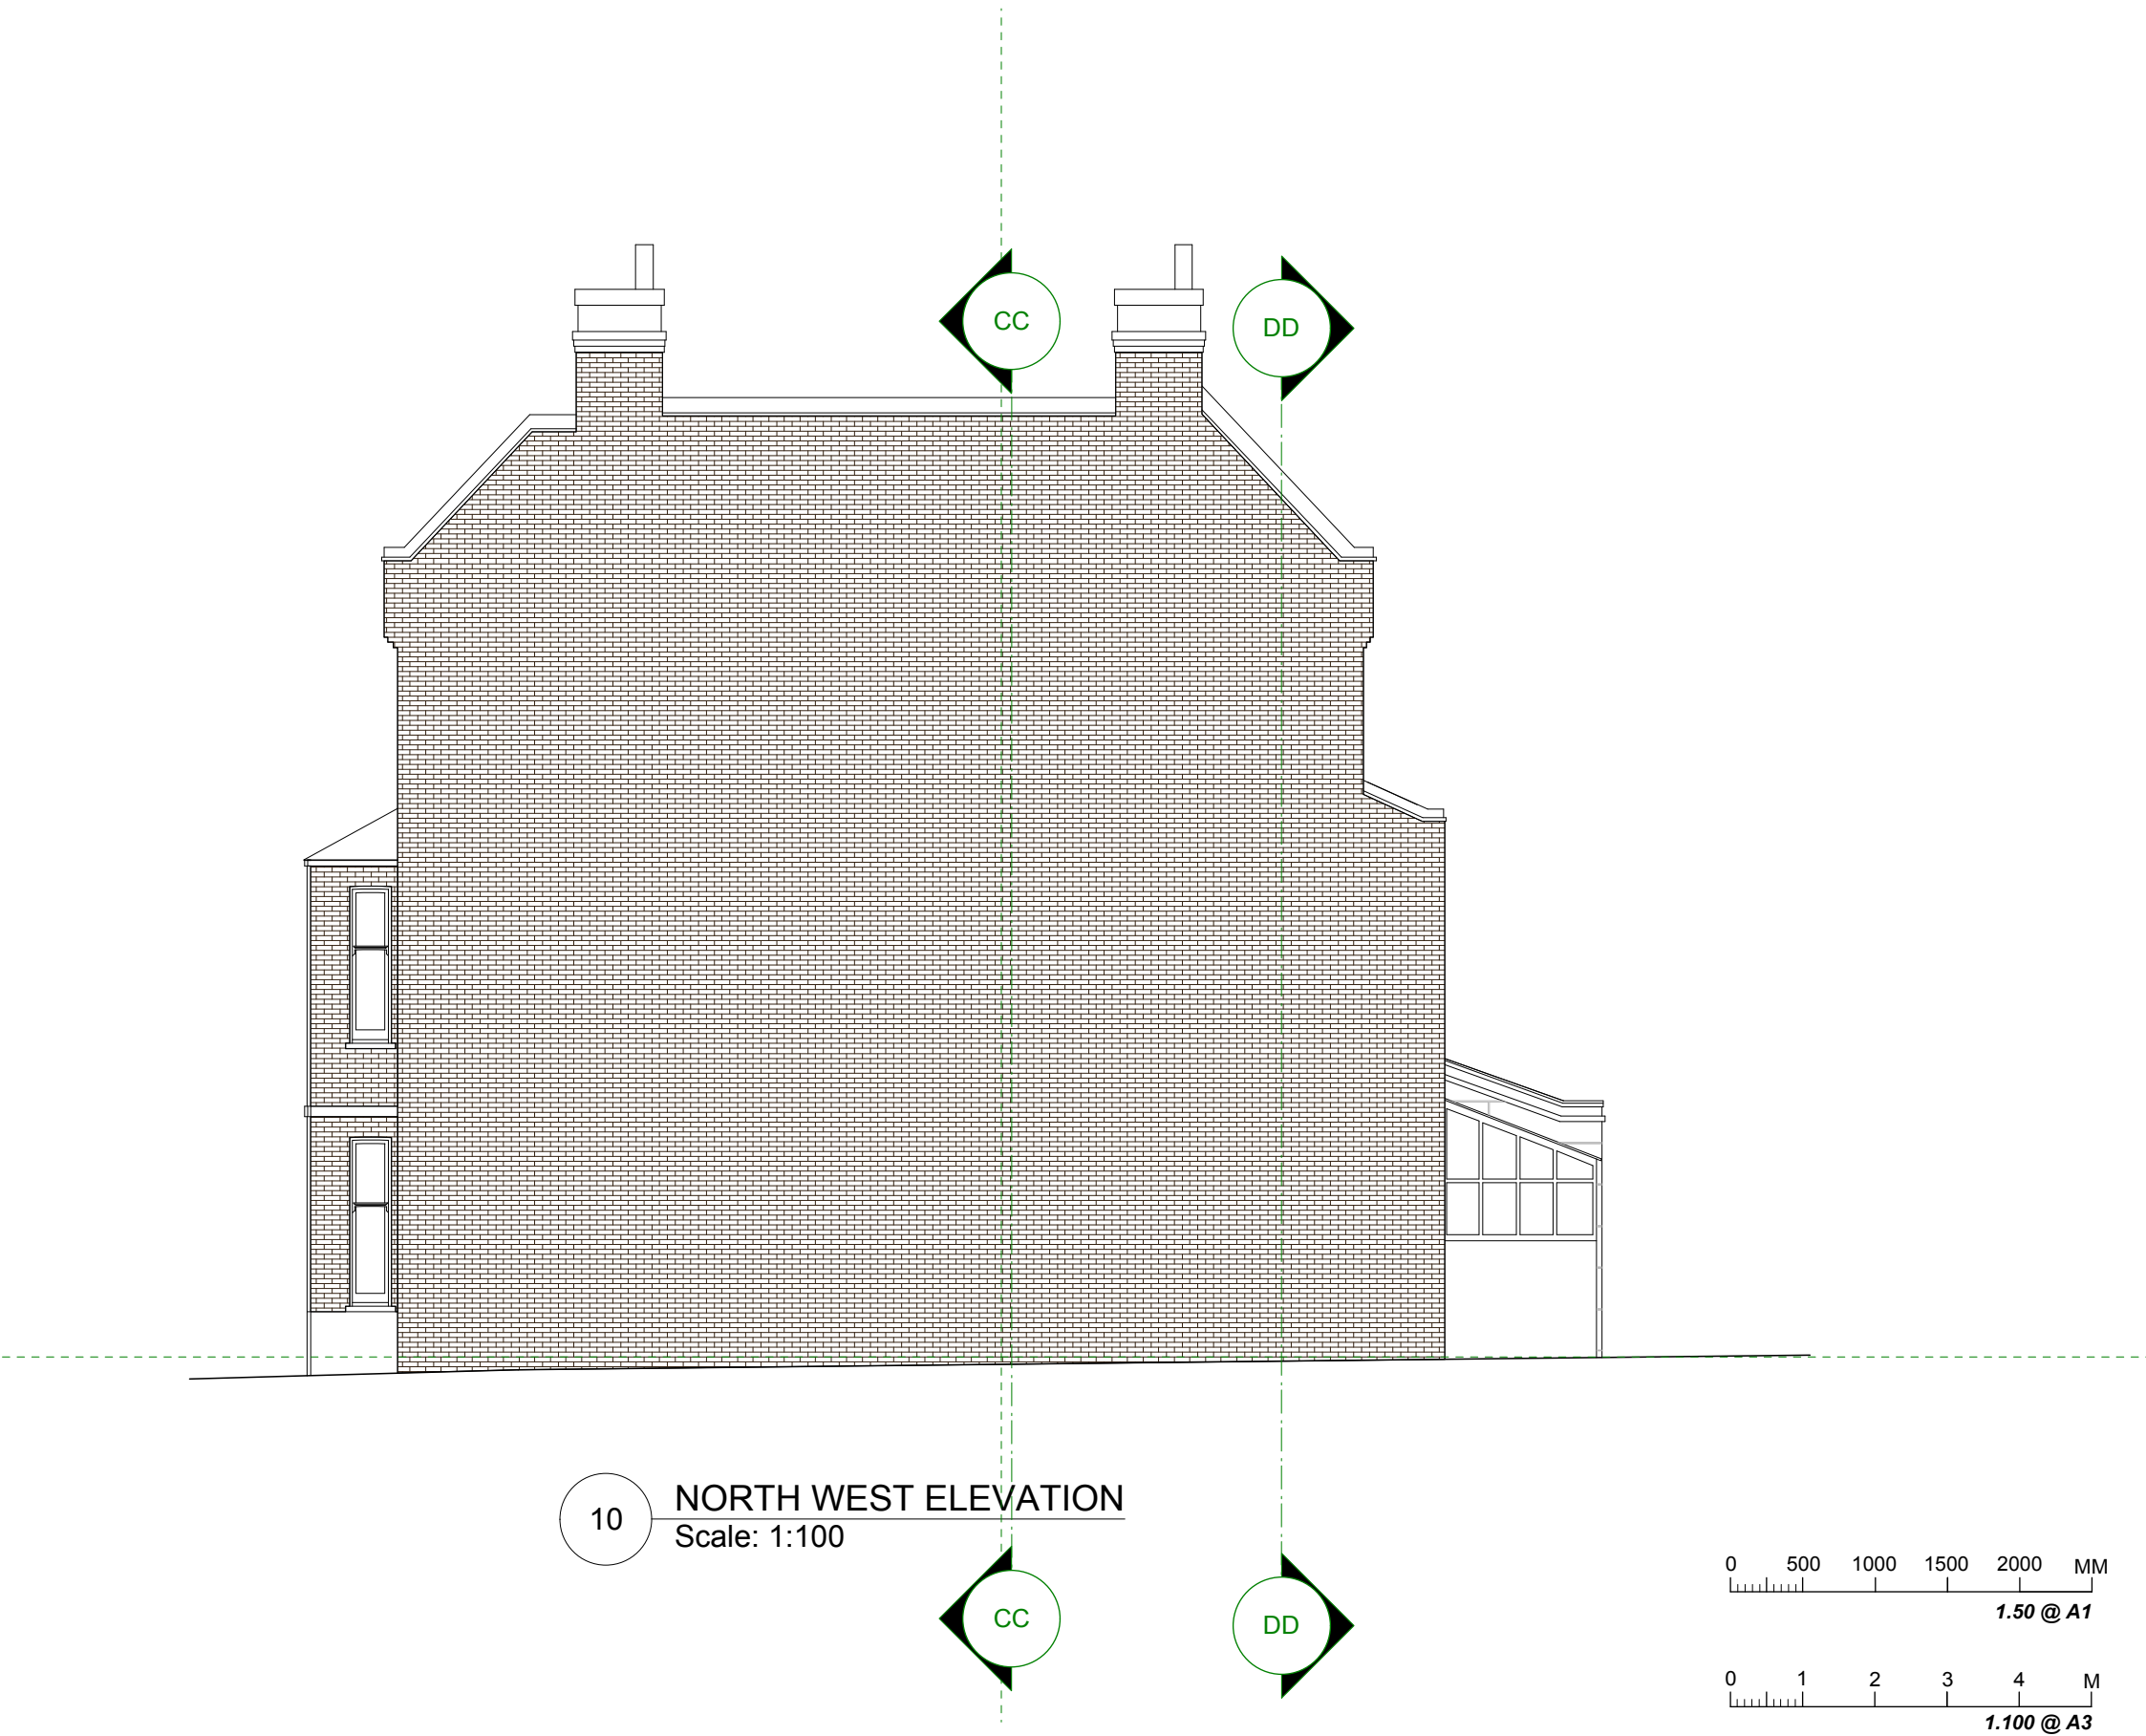 CC
DD
10
NORTH WEST ELEVATION
Scale: 1:100
CC
DD
0 500 1000 1500 2000 MM
1.50 @ A1
0 1 2 3 4 M
1.100 @ A3